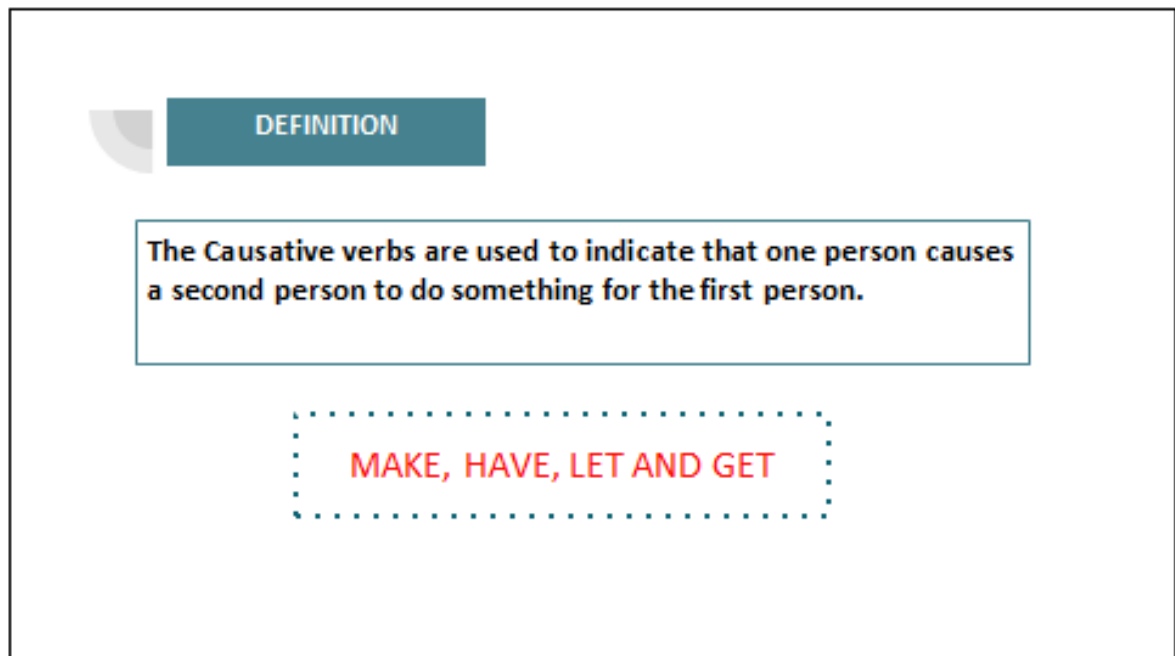 DEFINITION
The Causative verbs are used to indicate that one person causes
a second person to do something for the first person.
MAKE, HAVE, LET AND GET